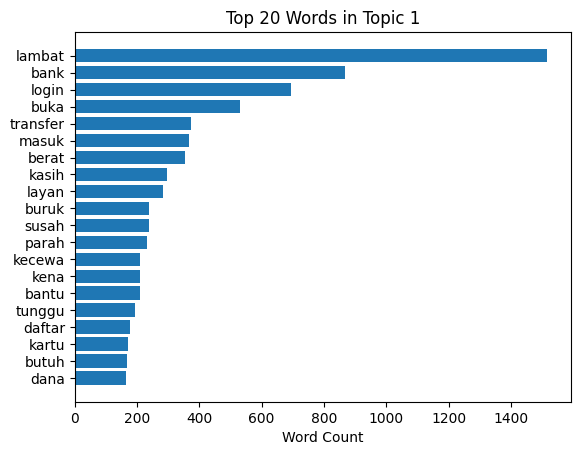 Top 20 Words in Topic 1
lambat
bank
login
buka
transfer
masuk
berat
kasih
layan
buruk
susah
parah
kecewa
kena
bantu
tunggu
daftar
kartu
butuh
dana
0 200 400 600 800 1000 1200 1400
Word Count